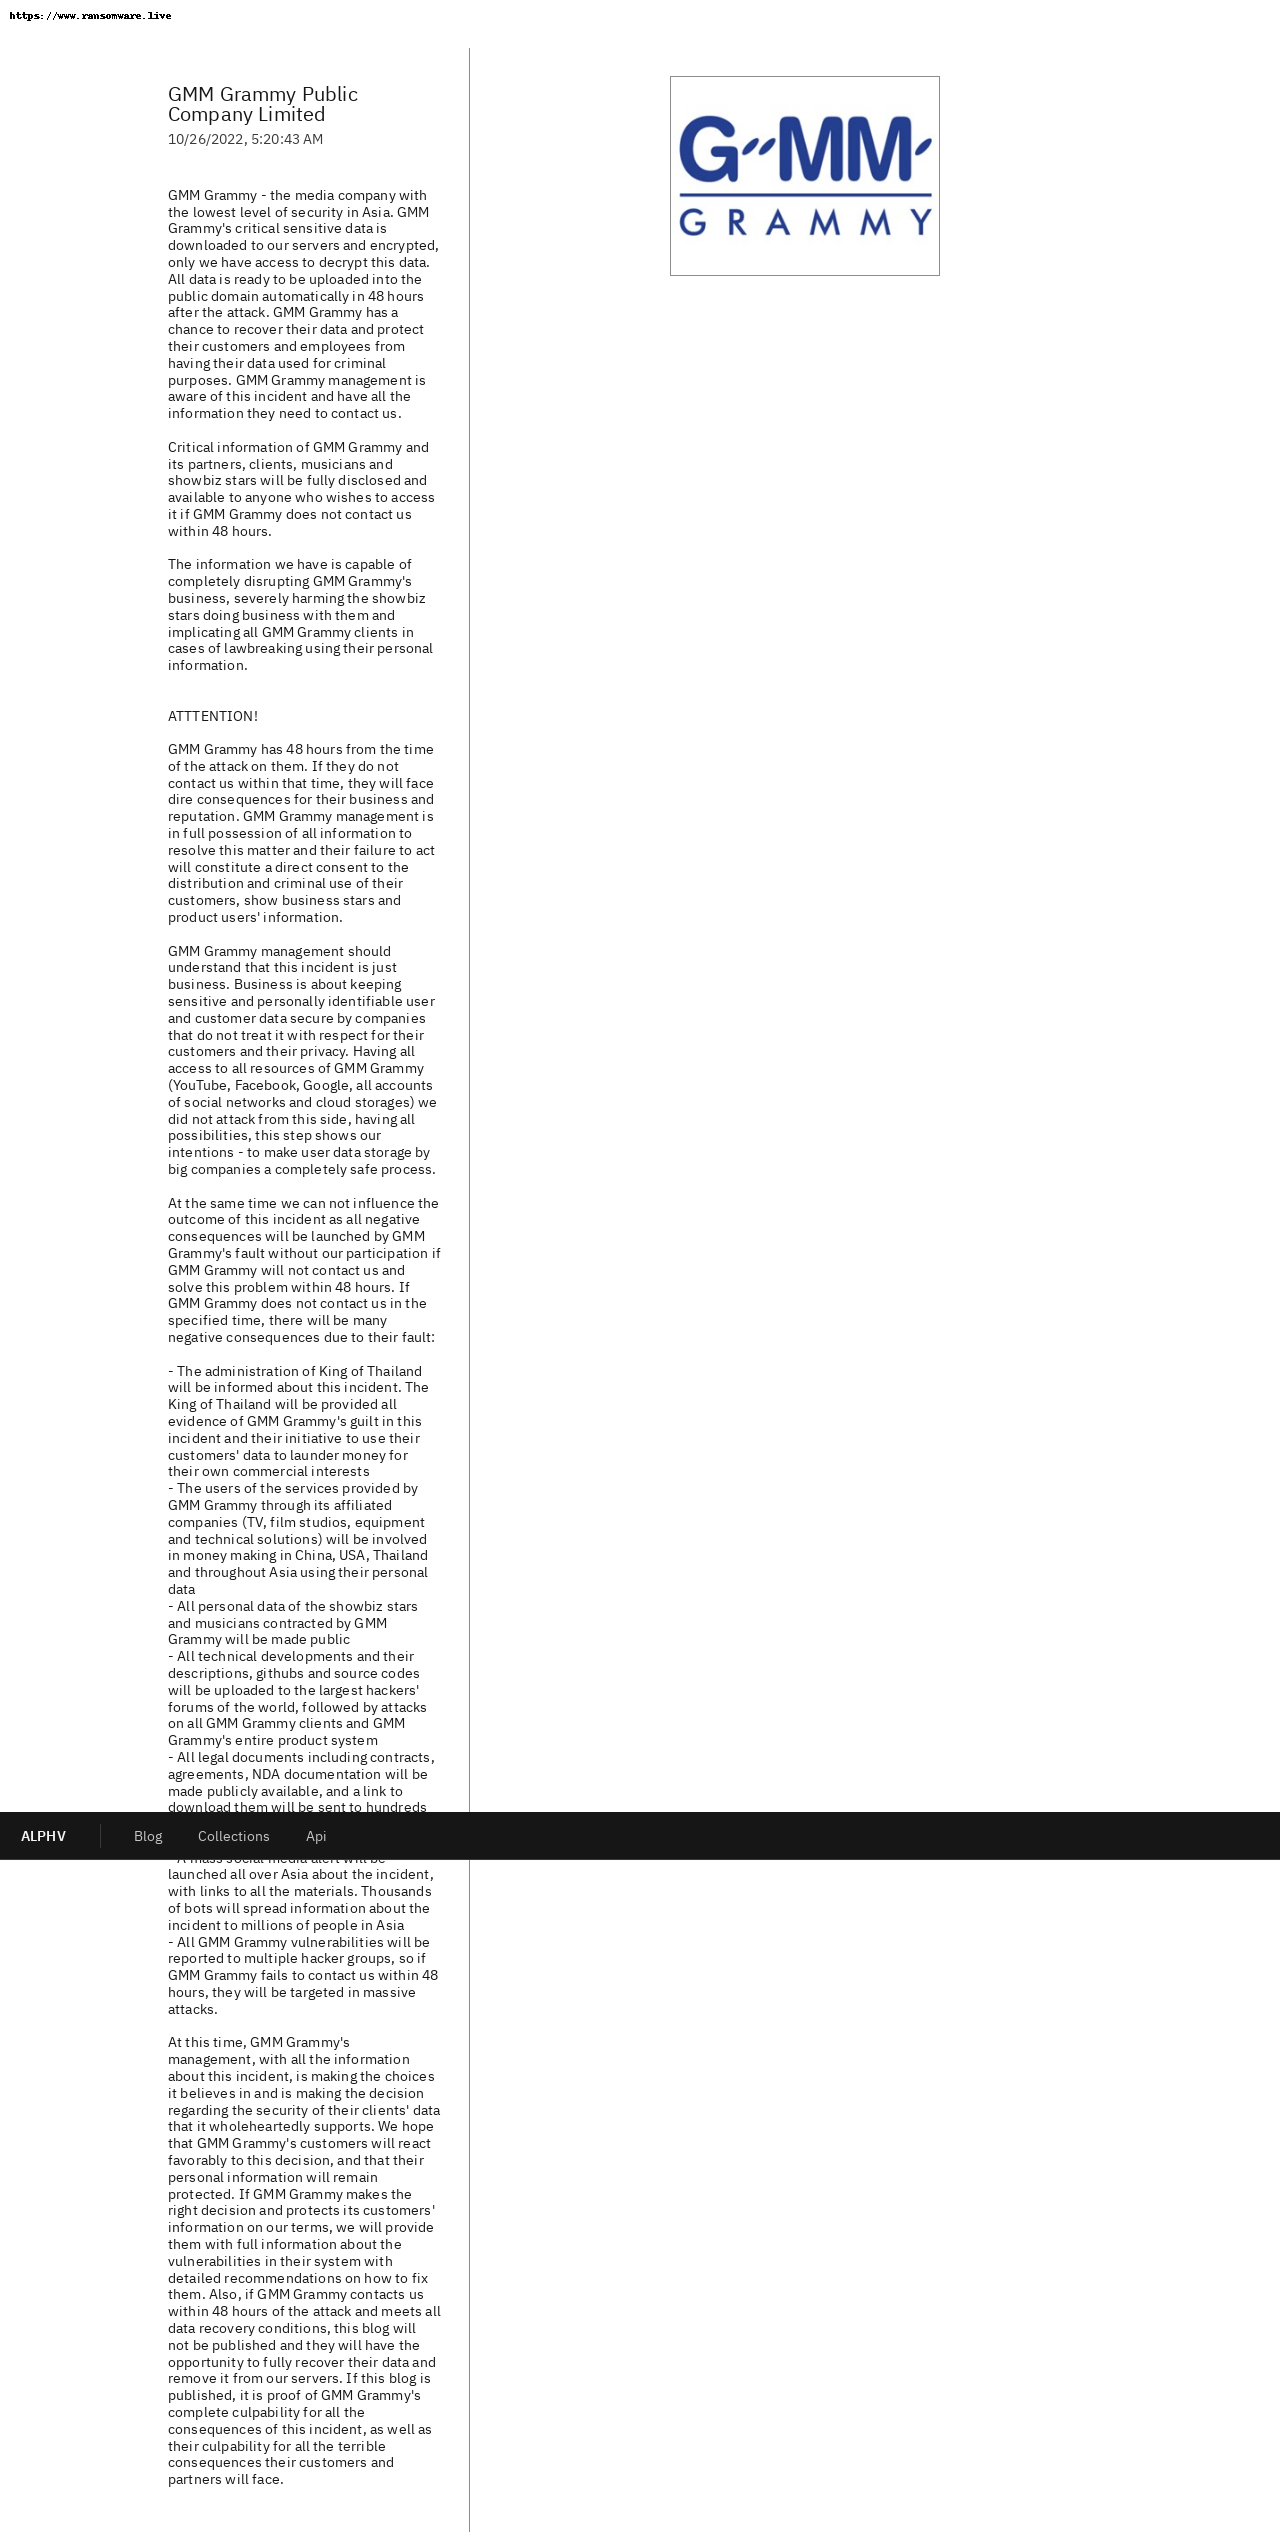 https://www.ransomware.live
GMM Grammy Public
Company Limited
10/26/2022, 5:20:43 AM
G MM
GRAMMY
GMM Grammy - the media company with
the lowest level of security in Asia. GMM
Grammy's critical sensitive data is
downloaded to our servers and encrypted,
only we have access to decrypt this data.
All data is ready to be uploaded into the
public domain automatically in 48 hours
after the attack. GMM Grammy has a
chance to recover their data and protect
their customers and employees from
having their data used for criminal
purposes. GMM Grammy management is
aware of this incident and have all the
information they need to contact us.
Critical information of GMM Grammy and
its partners, clients, musicians and
showbiz stars will be fully disclosed and
available to anyone who wishes to access
it if GMM Grammy does not contact us
within 48 hours.
The information we have is capable of
completely disrupting GMM Grammy's
business, severely harming the showbiz
stars doing business with them and
implicating all GMM Grammy clients in
cases of lawbreaking using their personal
information.
ATTTENTION!
GMM Grammy has 48 hours from the time
of the attack on them. If they do not
contact us within that time, they will face
dire consequences for their business and
reputation. GMM Grammy management is
in full possession of all information to
resolve this matter and their failure to act
will constitute a direct consent to the
distribution and criminal use of their
customers, show business stars and
product users' information.
GMM Grammy management should
understand that this incident is just
business. Business is about keeping
sensitive and personally identifiable user
and customer data secure by companies
that do not treat it with respect for their
customers and their privacy. Having all
access to all resources of GMM Grammy
(YouTube, Facebook, Google, all accounts
of social networks and cloud storages) we
did not attack from this side, having all
possibilities, this step shows our
intentions - to make user data storage by
big companies a completely safe process.
At the same time we can not influence the
outcome of this incident as all negative
consequences will be launched by GMM
Grammy's fault without our participation if
GMM Grammy will not contact us and
solve this problem within 48 hours. If
GMM Grammy does not contact us in the
specified time, there will be many
negative consequences due to their fault:
- The administration of King of Thailand
will be informed about this incident. The
King of Thailand will be provided all
evidence of GMM Grammy's guilt in this
incident and their initiative to use their
customers' data to launder money for
their own commercial interests
- The users of the services provided by
GMM Grammy through its affiliated
companies (TV, film studios, equipment
and technical solutions) will be involved
in money making in China, USA, Thailand
and throughout Asia using their personal
data
- All personal data of the showbiz stars
and musicians contracted by GMM
Grammy will be made public
- All technical developments and their
descriptions, githubs and source codes
will be uploaded to the largest hackers'
forums of the world, followed by attacks
on all GMM Grammy clients and GMM
Grammy's entire product system
- All legal documents including contracts,
agreements, NDA documentation will be
made publicly available, and a link to
download them will be sent to hundreds
ALPHV Blog Collections Api
- A mass social media alert will be
launched all over Asia about the incident,
with links to all the materials. Thousands
of bots will spread information about the
incident to millions of people in Asia
- All GMM Grammy vulnerabilities will be
reported to multiple hacker groups, so if
GMM Grammy fails to contact us within 48
hours, they will be targeted in massive
attacks.
At this time, GMM Grammy's
management, with all the information
about this incident, is making the choices
it believes in and is making the decision
regarding the security of their clients' data
that it wholeheartedly supports. We hope
that GMM Grammy's customers will react
favorably to this decision, and that their
personal information will remain
protected. If GMM Grammy makes the
right decision and protects its customers'
information on our terms, we will provide
them with full information about the
vulnerabilities in their system with
detailed recommendations on how to fix
them. Also, if GMM Grammy contacts us
within 48 hours of the attack and meets all
data recovery conditions, this blog will
not be published and they will have the
opportunity to fully recover their data and
remove it from our servers. If this blog is
published, it is proof of GMM Grammy's
complete culpability for all the
consequences of this incident, as well as
their culpability for all the terrible
consequences their customers and
partners will face.